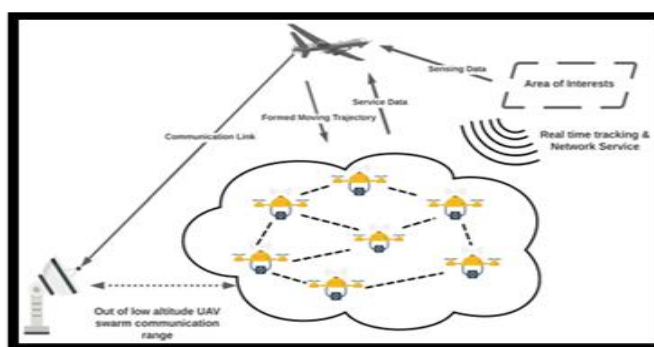 Sensing Data
Area of Interests
Service Data
Formed Moving Trajectory
Communication Link
Real time tracking &
Network Service
Out of low altitude UAV
swarm communication
range